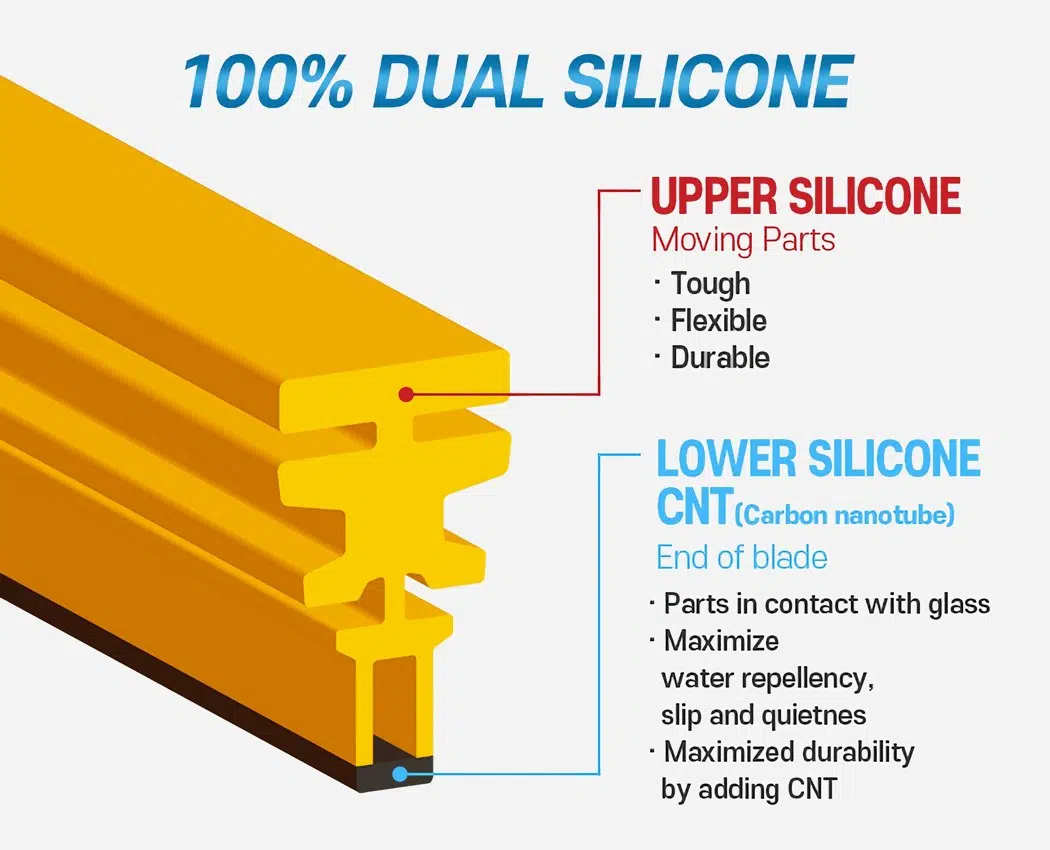 100% DUAL SILICONE
UPPER SILICONE
Moving Parts
· Tough
· Flexible
· Durable
LOWER SILICONE
CNT(Carbon nanotube)
End of blade
· Parts in contact with glass
· Maximize
water repellency,
slip and quietnes
· Maximized durability
by adding CNT